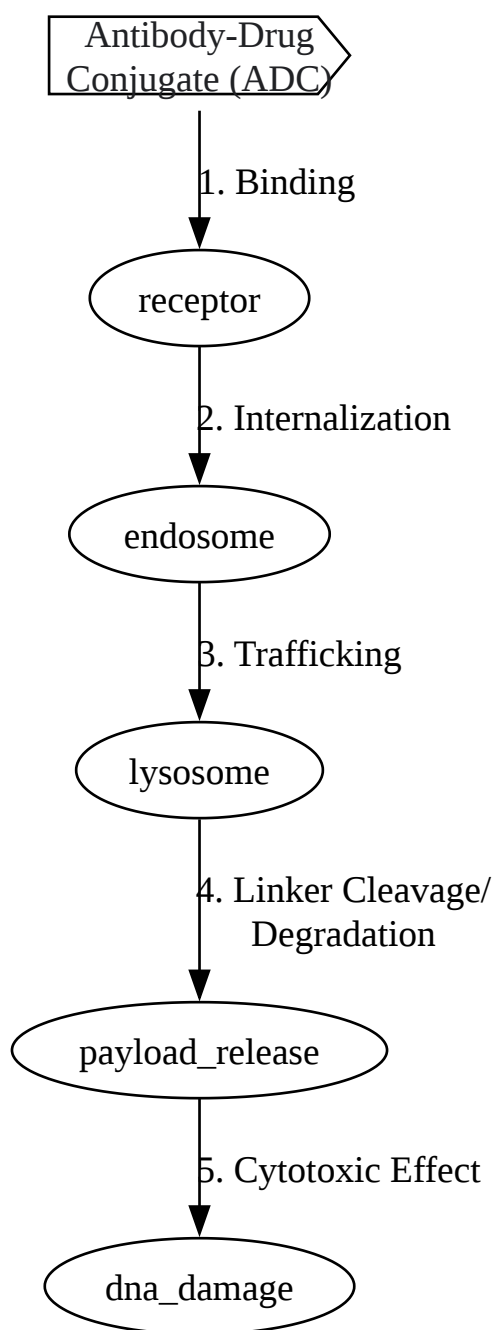 Antibody-Drug
Conjugate (ADC)
1. Binding
receptor
2. Internalization
endosome
3. Trafficking
lysosome
4. Linker Cleavage/
Degradation
payload_release
5. Cytotoxic Effect
dna_damage